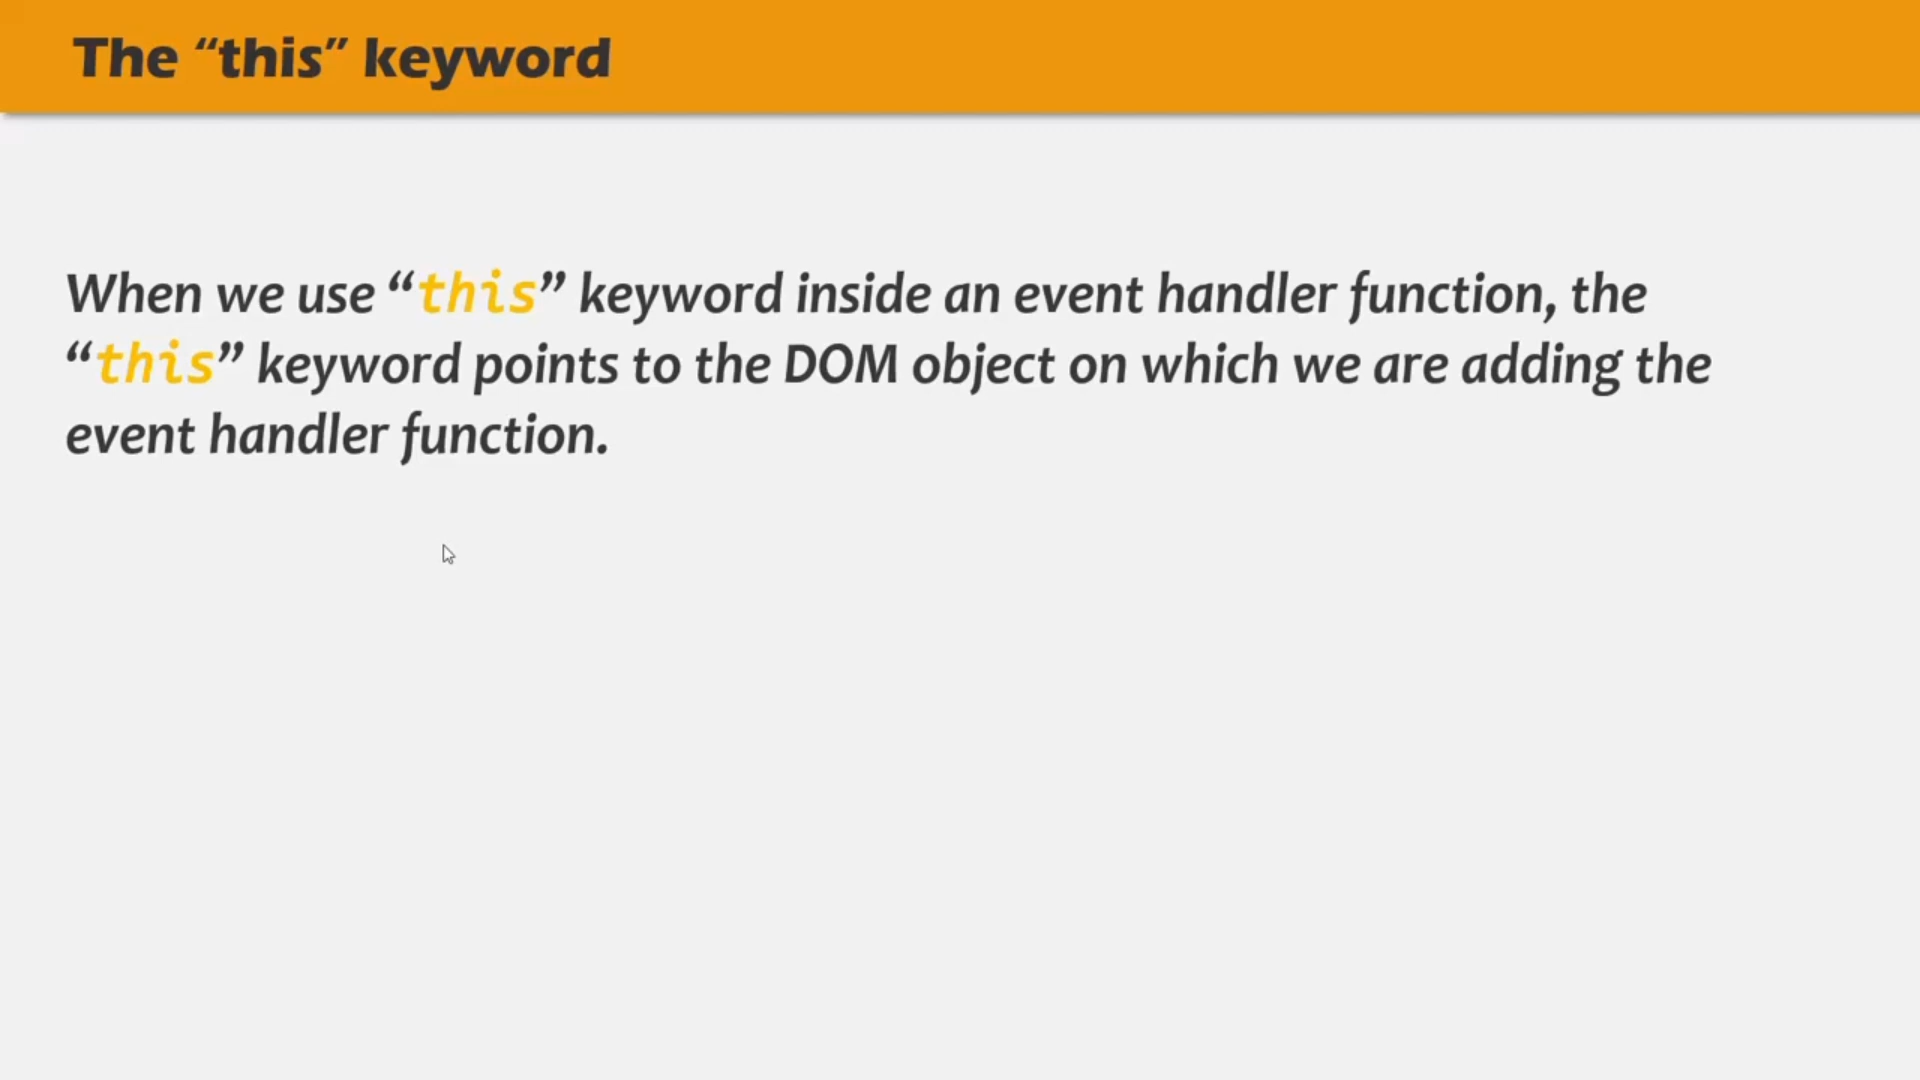 The “this” keyword
When we use “this” keyword inside an event handler function, the
“this” keyword points to the DOM object on which we are adding the
event handler function.